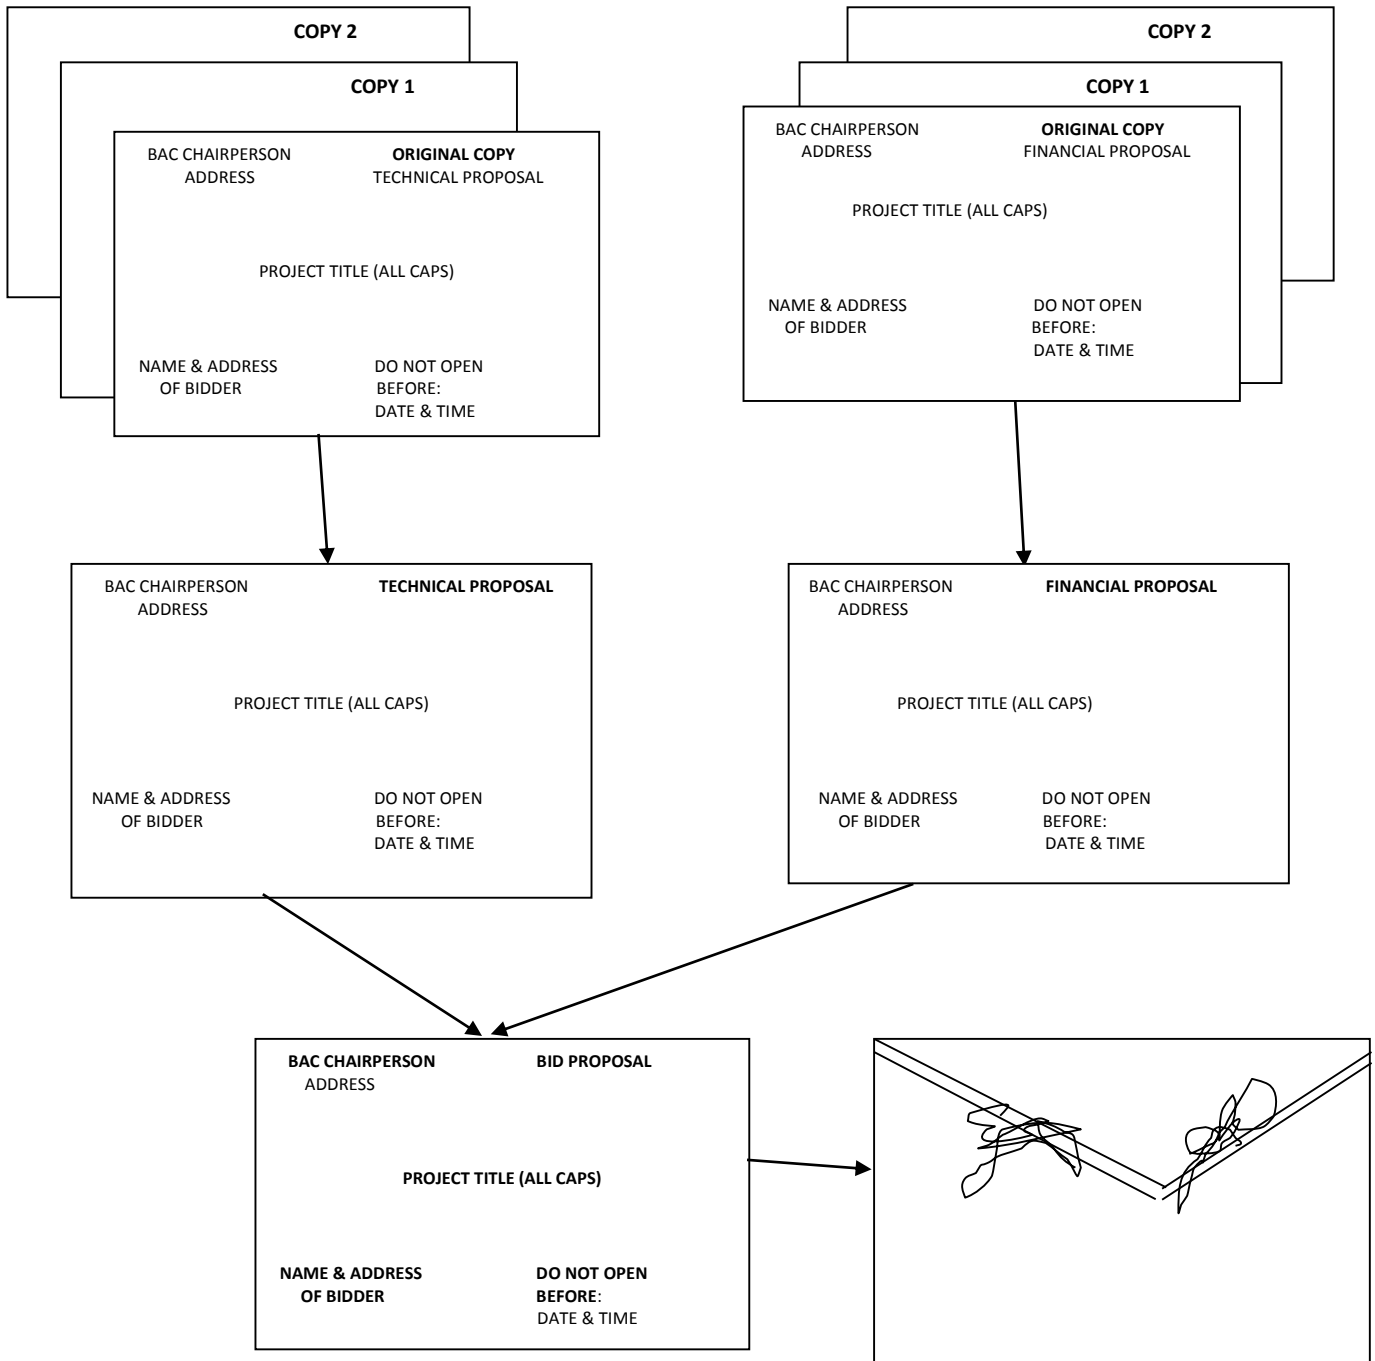 COPY 2
COPY 1
BAC CHAIRPERSON ORIGINAL COPY
ADDRESS TECHNICAL PROPOSAL
PROJECT TITLE (ALL CAPS)
NAME & ADDRESS DO NOT OPEN
OF BIDDER BEFORE:
DATE & TIME
COPY 2
COPY 1
BAC CHAIRPERSON ORIGINAL COPY
ADDRESS FINANCIAL PROPOSAL
PROJECT TITLE (ALL CAPS)
NAME & ADDRESS DO NOT OPEN
OF BIDDER BEFORE:
DATE & TIME
BAC CHAIRPERSON TECHNICAL PROPOSAL
ADDRESS
PROJECT TITLE (ALL CAPS)
NAME & ADDRESS DO NOT OPEN
OF BIDDER BEFORE:
DATE & TIME
BAC CHAIRPERSON FINANCIAL PROPOSAL
ADDRESS
PROJECT TITLE (ALL CAPS)
NAME & ADDRESS DO NOT OPEN
OF BIDDER BEFORE:
DATE & TIME
BAC CHAIRPERSON BID PROPOSAL
ADDRESS
PROJECT TITLE (ALL CAPS)
NAME & ADDRESS DO NOT OPEN
OF BIDDER BEFORE:
DATE & TIME